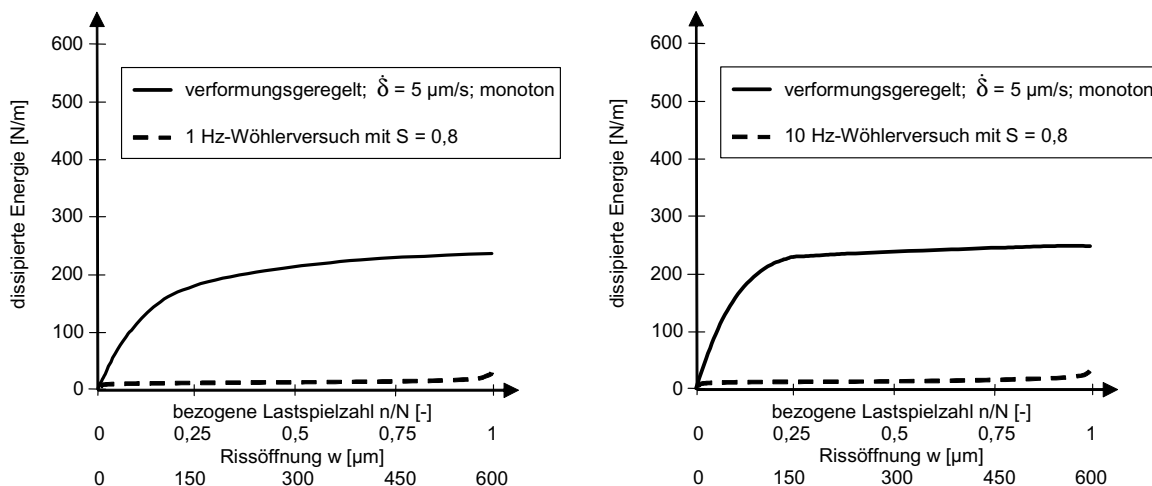 600
500
400
300
200
100
0
dissipierte Energie [N/m]
verformungsgeregelt; δ̇ = 5 µm/s; monoton
1 Hz-Wöhlerversuch mit S = 0,8
bezogene Lastspielzahl n/N [-]
0 0,25 0,5 0,75 1
Rissöffnung w [µm]
0 150 300 450 600
600
500
400
300
200
100
0
dissipierte Energie [N/m]
verformungsgeregelt; δ̇ = 5 µm/s; monoton
10 Hz-Wöhlerversuch mit S = 0,8
bezogene Lastspielzahl n/N [-]
0 0,25 0,5 0,75 1
Rissöffnung w [µm]
0 150 300 450 600